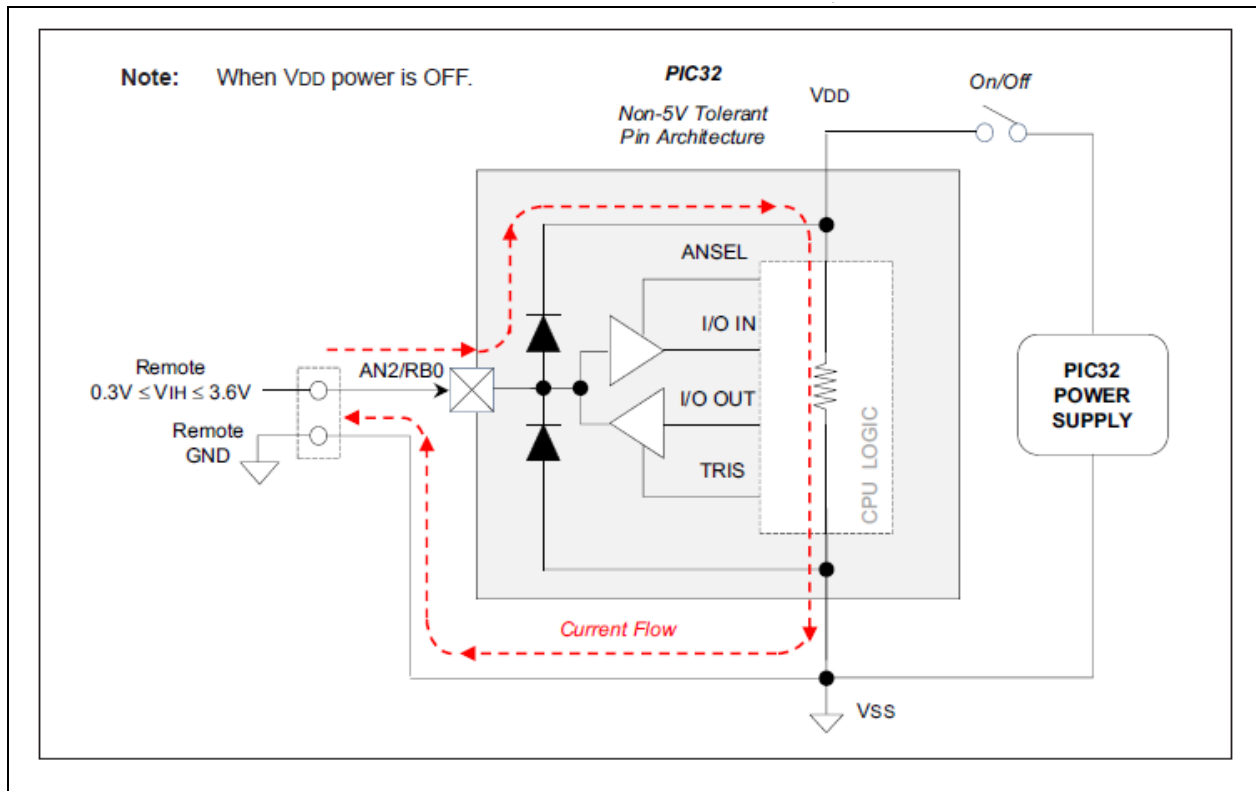 Note: When VDD power is OFF.
PIC32
Non-5V Tolerant
Pin Architecture
VDD
On/Off
ANSEL
I/O IN
Remote
0.3V ≤ VIH ≤ 3.6V
AN2/RB0
I/O OUT
Remote
GND
TRIS
CPU LOGIC
PIC32
POWER
SUPPLY
Current Flow
VSS